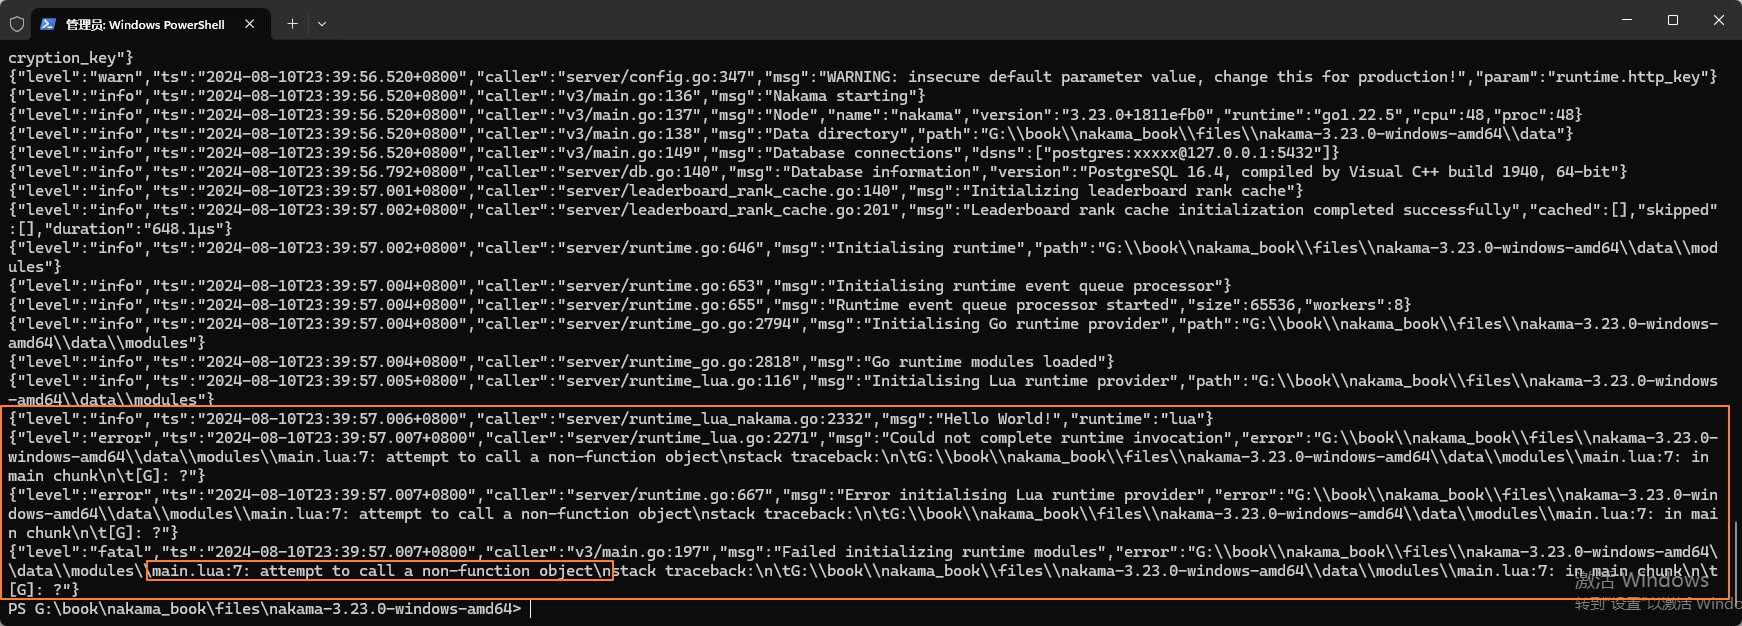 管理员: Windows PowerShell
cryption_key"}
{"level":"warn","ts":"2024-08-10T23:39:56.520+0800","caller":"server/config.go:347","msg":"WARNING: insecure default parameter value, change this for production!","param":"runtime.http_key"}
{"level":"info","ts":"2024-08-10T23:39:56.520+0800","caller":"v3/main.go:136","msg":"Nakama starting"}
{"level":"info","ts":"2024-08-10T23:39:56.520+0800","caller":"v3/main.go:137","msg":"Node","name":"nakama","version":"3.23.0+1811efb0","runtime":"go1.22.5","cpu":48,"proc":48}
{"level":"info","ts":"2024-08-10T23:39:56.520+0800","caller":"v3/main.go:138","msg":"Data directory","path":"G:\\book\\nakama_book\\files\\nakama-3.23.0-windows-amd64\\data"}
{"level":"info","ts":"2024-08-10T23:39:56.520+0800","caller":"v3/main.go:149","msg":"Database connections","dsns":["postgres:xxxxx@127.0.0.1:5432"]}
{"level":"info","ts":"2024-08-10T23:39:56.792+0800","caller":"server/db.go:140","msg":"Database information","version":"PostgreSQL 16.4, compiled by Visual C++ build 1940, 64-bit"}
{"level":"info","ts":"2024-08-10T23:39:57.001+0800","caller":"server/leaderboard_rank_cache.go:140","msg":"Initializing leaderboard rank cache"}
{"level":"info","ts":"2024-08-10T23:39:57.002+0800","caller":"server/leaderboard_rank_cache.go:201","msg":"Leaderboard rank cache initialization completed successfully","cached":[],"skipped"
:[],"duration":"648.1µs"}
{"level":"info","ts":"2024-08-10T23:39:57.002+0800","caller":"server/runtime.go:646","msg":"Initialising runtime","path":"G:\\book\\nakama_book\\files\\nakama-3.23.0-windows-amd64\\data\\mod
ules"}
{"level":"info","ts":"2024-08-10T23:39:57.004+0800","caller":"server/runtime.go:653","msg":"Initialising runtime event queue processor"}
{"level":"info","ts":"2024-08-10T23:39:57.004+0800","caller":"server/runtime.go:655","msg":"Runtime event queue processor started","size":65536,"workers":8}
{"level":"info","ts":"2024-08-10T23:39:57.004+0800","caller":"server/runtime_go.go:2794","msg":"Initialising Go runtime provider","path":"G:\\book\\nakama_book\\files\\nakama-3.23.0-windows-
amd64\\data\\modules"}
{"level":"info","ts":"2024-08-10T23:39:57.004+0800","caller":"server/runtime_go.go:2818","msg":"Go runtime modules loaded"}
{"level":"info","ts":"2024-08-10T23:39:57.005+0800","caller":"server/runtime_lua.go:116","msg":"Initialising Lua runtime provider","path":"G:\\book\\nakama_book\\files\\nakama-3.23.0-windows
-amd64\\data\\modules"}
{"level":"info","ts":"2024-08-10T23:39:57.006+0800","caller":"server/runtime_lua_nakama.go:2332","msg":"Hello World!","runtime":"lua"}
{"level":"error","ts":"2024-08-10T23:39:57.007+0800","caller":"server/runtime_lua.go:2271","msg":"Could not complete runtime invocation","error":"G:\\book\\nakama_book\\files\\nakama-3.23.0-
windows-amd64\\data\\modules\\main.lua:7: attempt to call a non-function object\nstack traceback:\n\tG:\\book\\nakama_book\\files\\nakama-3.23.0-windows-amd64\\data\\modules\\main.lua:7: in
main chunk\n\t[G]: ?"}
{"level":"error","ts":"2024-08-10T23:39:57.007+0800","caller":"server/runtime.go:667","msg":"Error initialising Lua runtime provider","error":"G:\\book\\nakama_book\\files\\nakama-3.23.0-win
dows-amd64\\data\\modules\\main.lua:7: attempt to call a non-function object\nstack traceback:\n\tG:\\book\\nakama_book\\files\\nakama-3.23.0-windows-amd64\\data\\modules\\main.lua:7: in mai
n chunk\n\t[G]: ?"}
{"level":"fatal","ts":"2024-08-10T23:39:57.007+0800","caller":"v3/main.go:197","msg":"Failed initializing runtime modules","error":"G:\\book\\nakama_book\\files\\nakama-3.23.0-windows-amd64\
\data\\modules\\main.lua:7: attempt to call a non-function object\nstack traceback:\n\tG:\\book\\nakama_book\\files\\nakama-3.23.0-windows-amd64\\data\\modules\\main.lua:7: in main chunk\n\t
[G]: ?"}
PS G:\book\nakama_book\files\nakama-3.23.0-windows-amd64>
激活 Windows
转到"设置"以激活 Windo